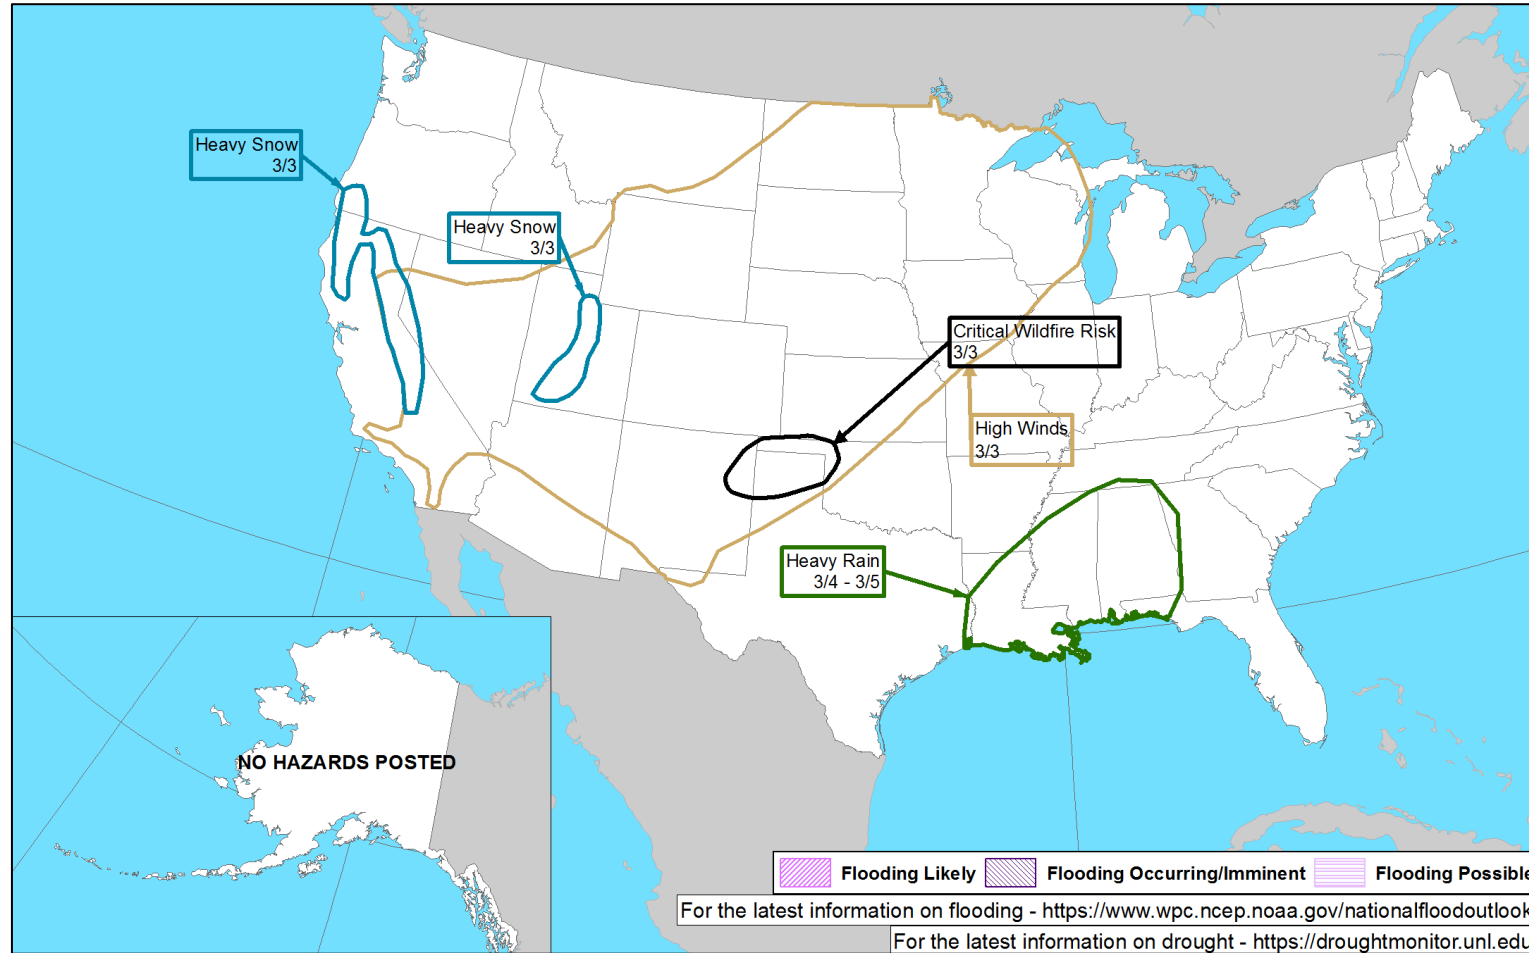 Heavy Snow
3/3
Heavy Snow
3/3
Critical Wildfire Risk
3/3
High Winds
3/3
Heavy Rain
3/4 - 3/5
NO HAZARDS POSTED
Flooding Likely
Flooding Occurring/Imminent
Flooding Possible
For the latest information on flooding - https://www.wpc.ncep.noaa.gov/nationalfloodoutlook
For the latest information on drought - https://droughtmonitor.unl.edu